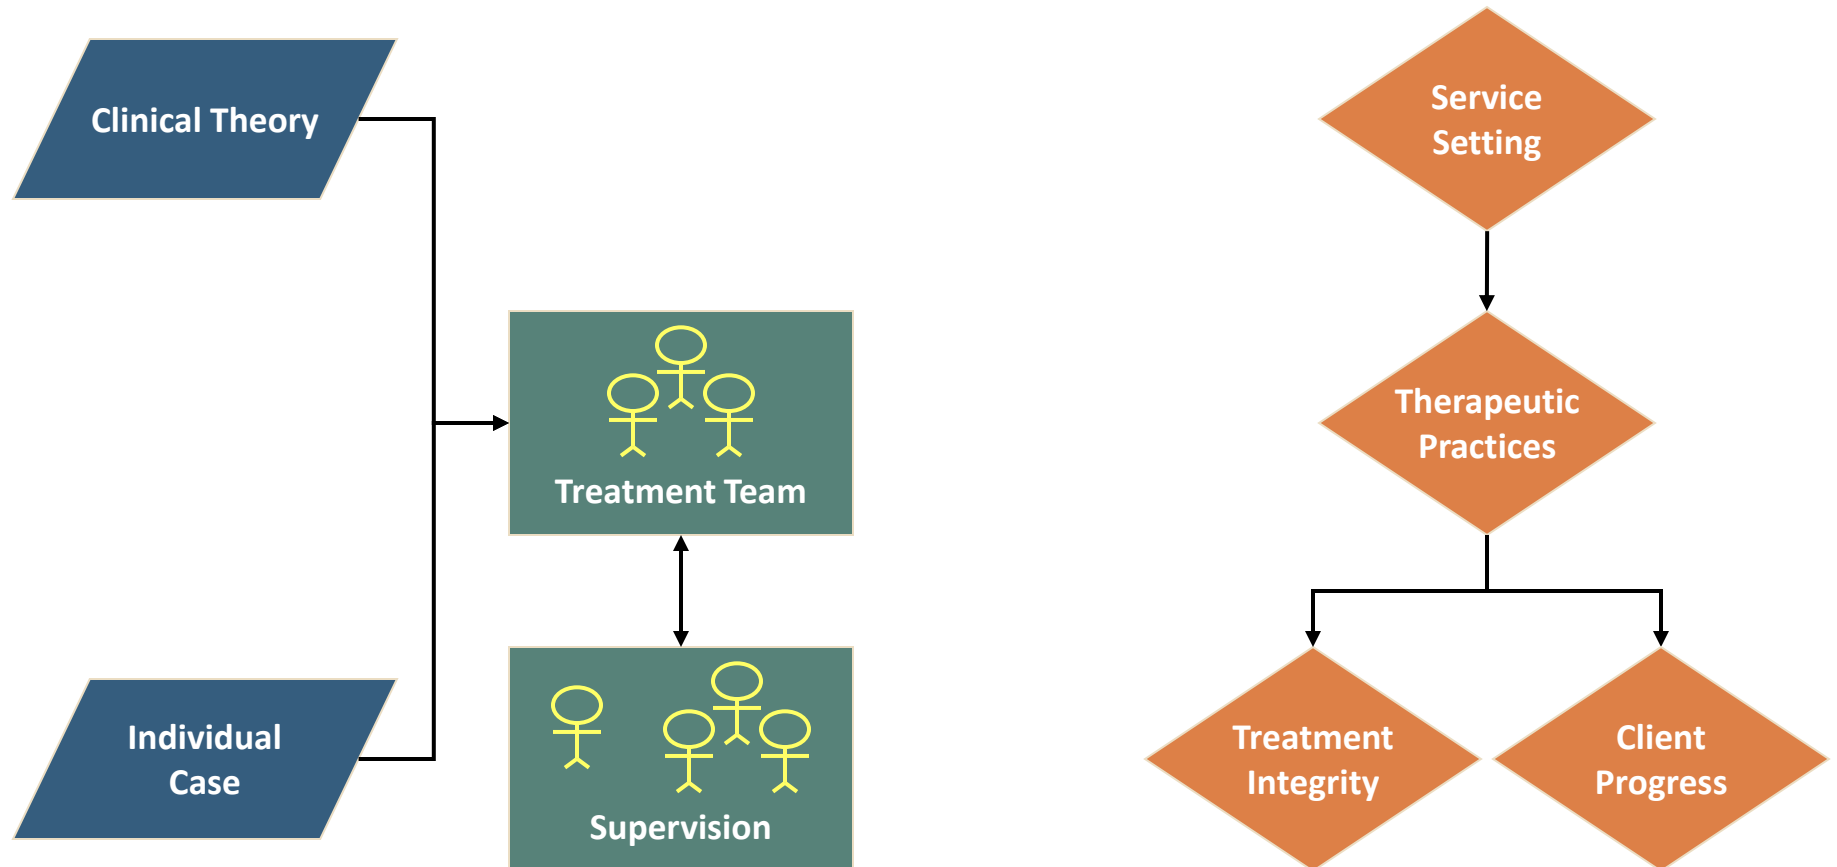 Clinical Theory
Service
Setting
Treatment Team
Therapeutic
Practices
Individual
Case
Supervision
Treatment
Integrity
Client
Progress